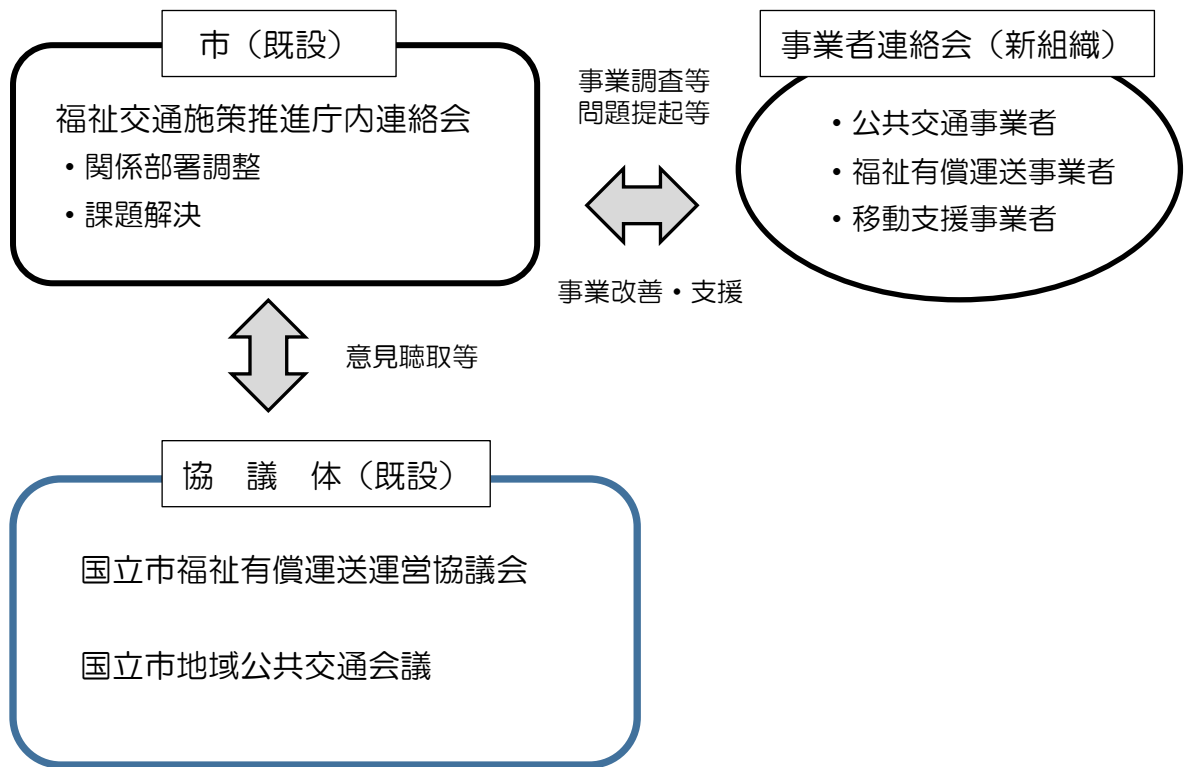 市（既設）
福祉交通施策推進庁内連絡会
・関係部署調整
・課題解決
事業調査等
問題提起等
事業改善・支援
事業者連絡会（新組織）
・公共交通事業者
・福祉有償運送事業者
・移動支援事業者
意見聴取等
協　議　体（既設）
国立市福祉有償運送運営協議会
国立市地域公共交通会議